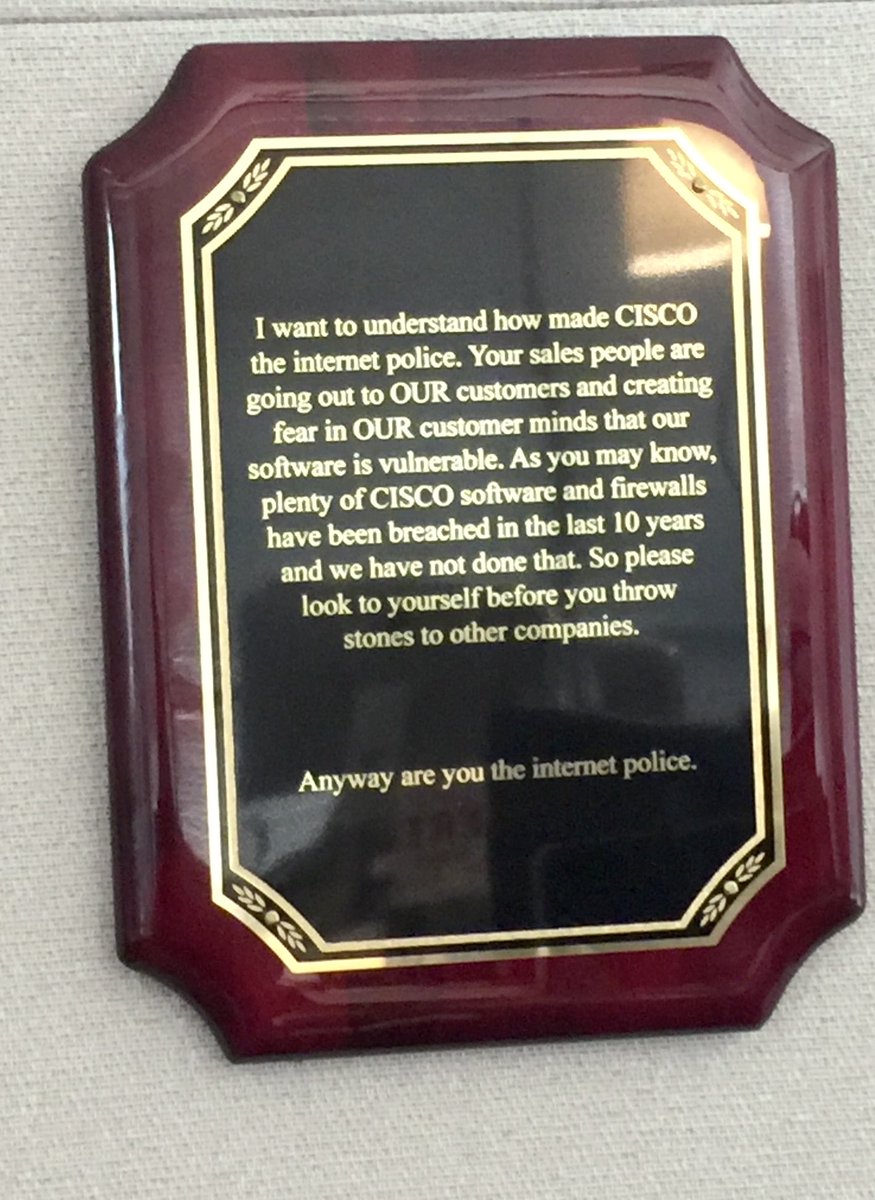 I want to understand how made CISCO
the internet police. Your sales people are
going out to OUR customers and creating
fear in OUR customer minds that our
software is vulnerable. As you may know,
plenty of CISCO software and firewalls
have been breached in the last 10 years
and we have not done that. So please
look to yourself before you throw
stones to other companies.
Anyway are you the internet police.